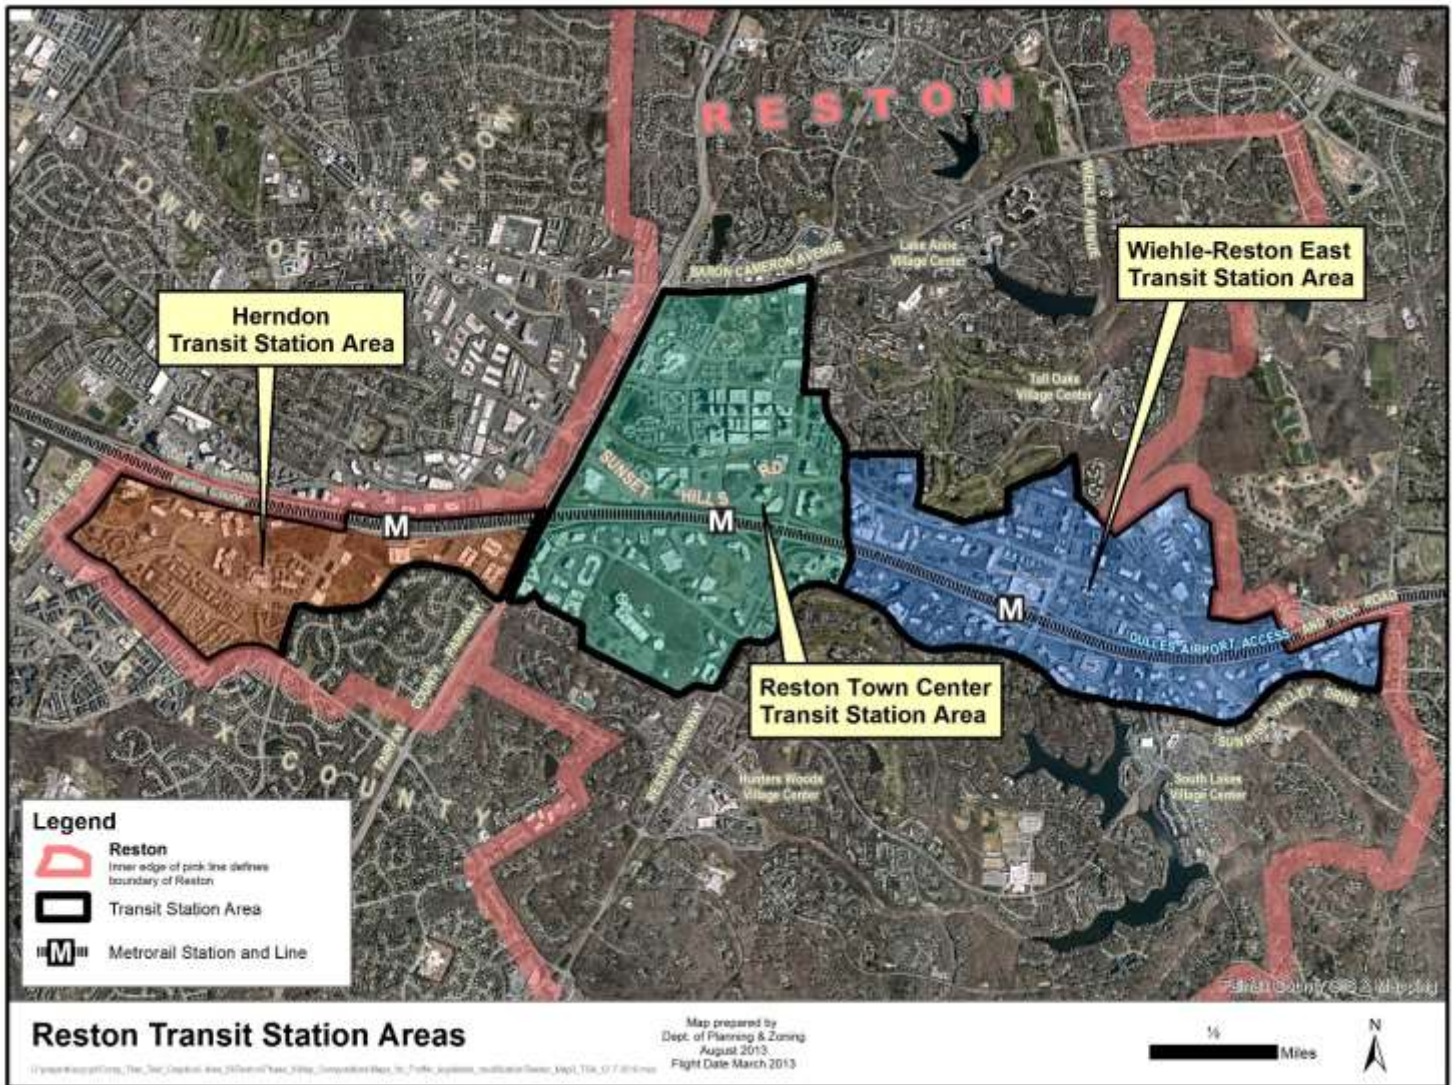 RESTON
TOWN OF HERNDON
WIEHLE AVENUE
BARON CAMERON AVENUE
Lake Anne
Village Center
Wiehle-Reston East
Transit Station Area
Herndon
Transit Station Area
Tall Oaks
Village Center
SUNSET HILLS RD
CENTREVILLE ROAD
M
M
M
DULLES AIRPORT ACCESS AND TOLL ROAD
Reston Town Center
Transit Station Area
SUNRISE VALLEY DRIVE
RESTON PARKWAY
FAIRFAX COUNTY PARKWAY
COUNTY
Hunters Woods
Village Center
South Lakes
Village Center
Legend
Reston
Inner edge of pink line defines
boundary of Reston
Transit Station Area
M
Metrorail Station and Line
Fairfax County GIS & Mapping
Reston Transit Station Areas
Map prepared by
Dept. of Planning & Zoning
August 2013
Flight Date March 2013
Miles
N